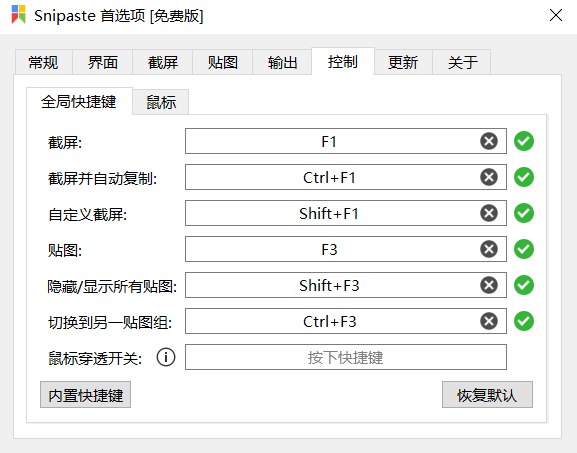 Snipaste 首选项 [免费版]
常规 界面 截屏 贴图 输出 控制 更新 关于
全局快捷键 鼠标
截屏: F1
截屏并自动复制: Ctrl+F1
自定义截屏: Shift+F1
贴图: F3
隐藏/显示所有贴图: Shift+F3
切换到另一贴图组: Ctrl+F3
鼠标穿透开关: 按下快捷键
内置快捷键 恢复默认